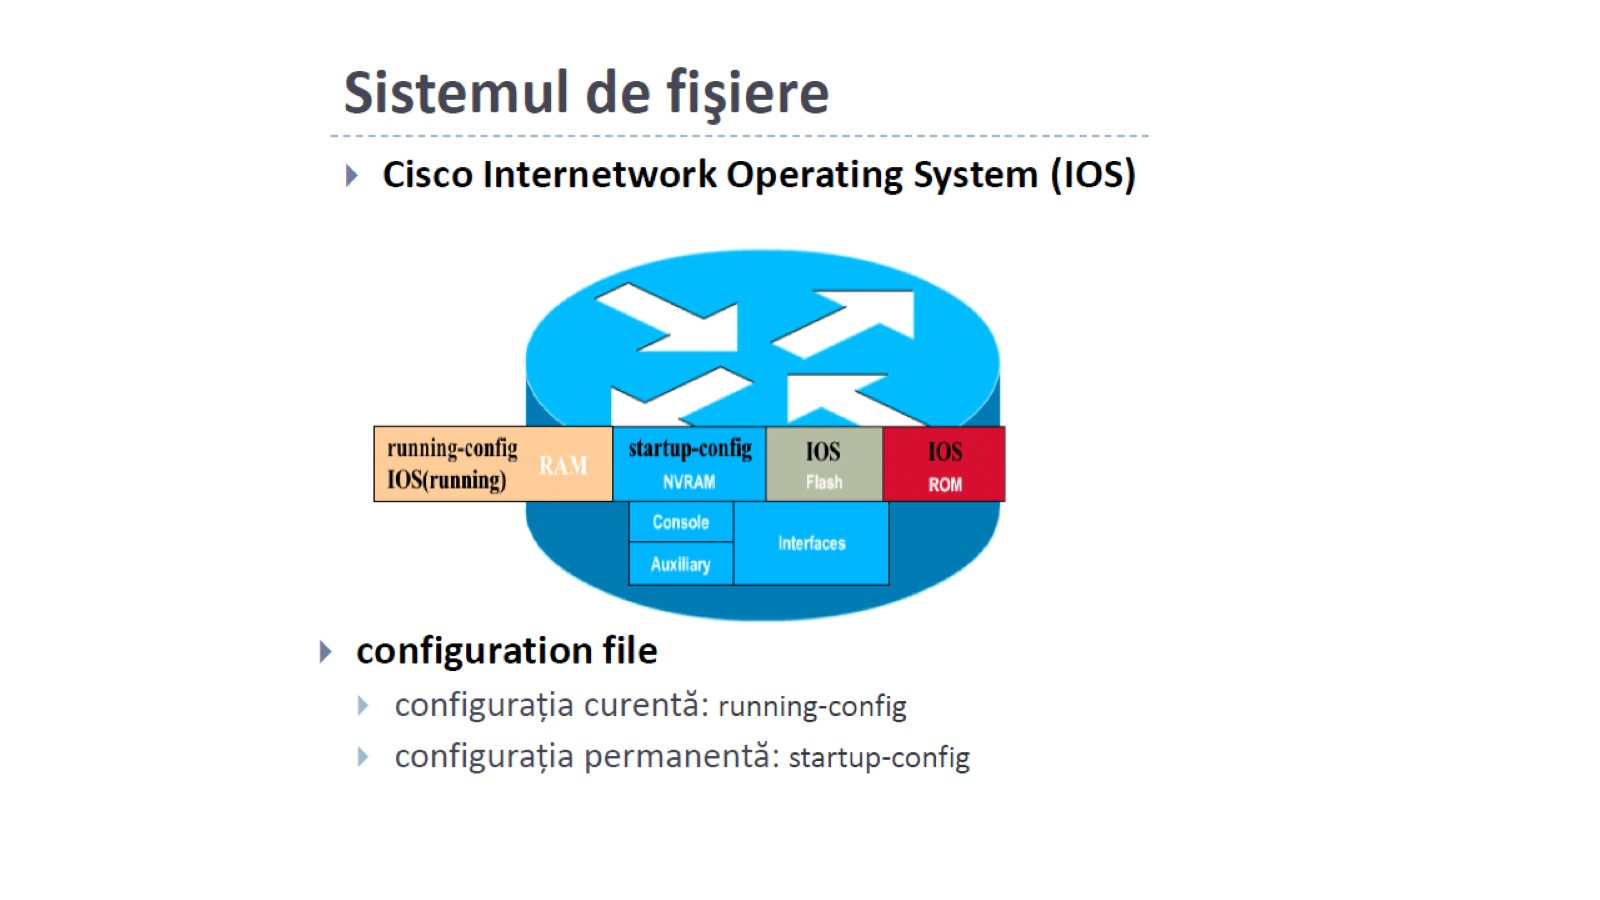 Sistemul de fişiere
Cisco Internetwork Operating System (IOS)
running-config
IOS(running)
RAM
startup-config
NVRAM
IOS
Flash
IOS
ROM
Console
Auxiliary
Interfaces
configuration file
configurația curentă: running-config
configurația permanentă: startup-config